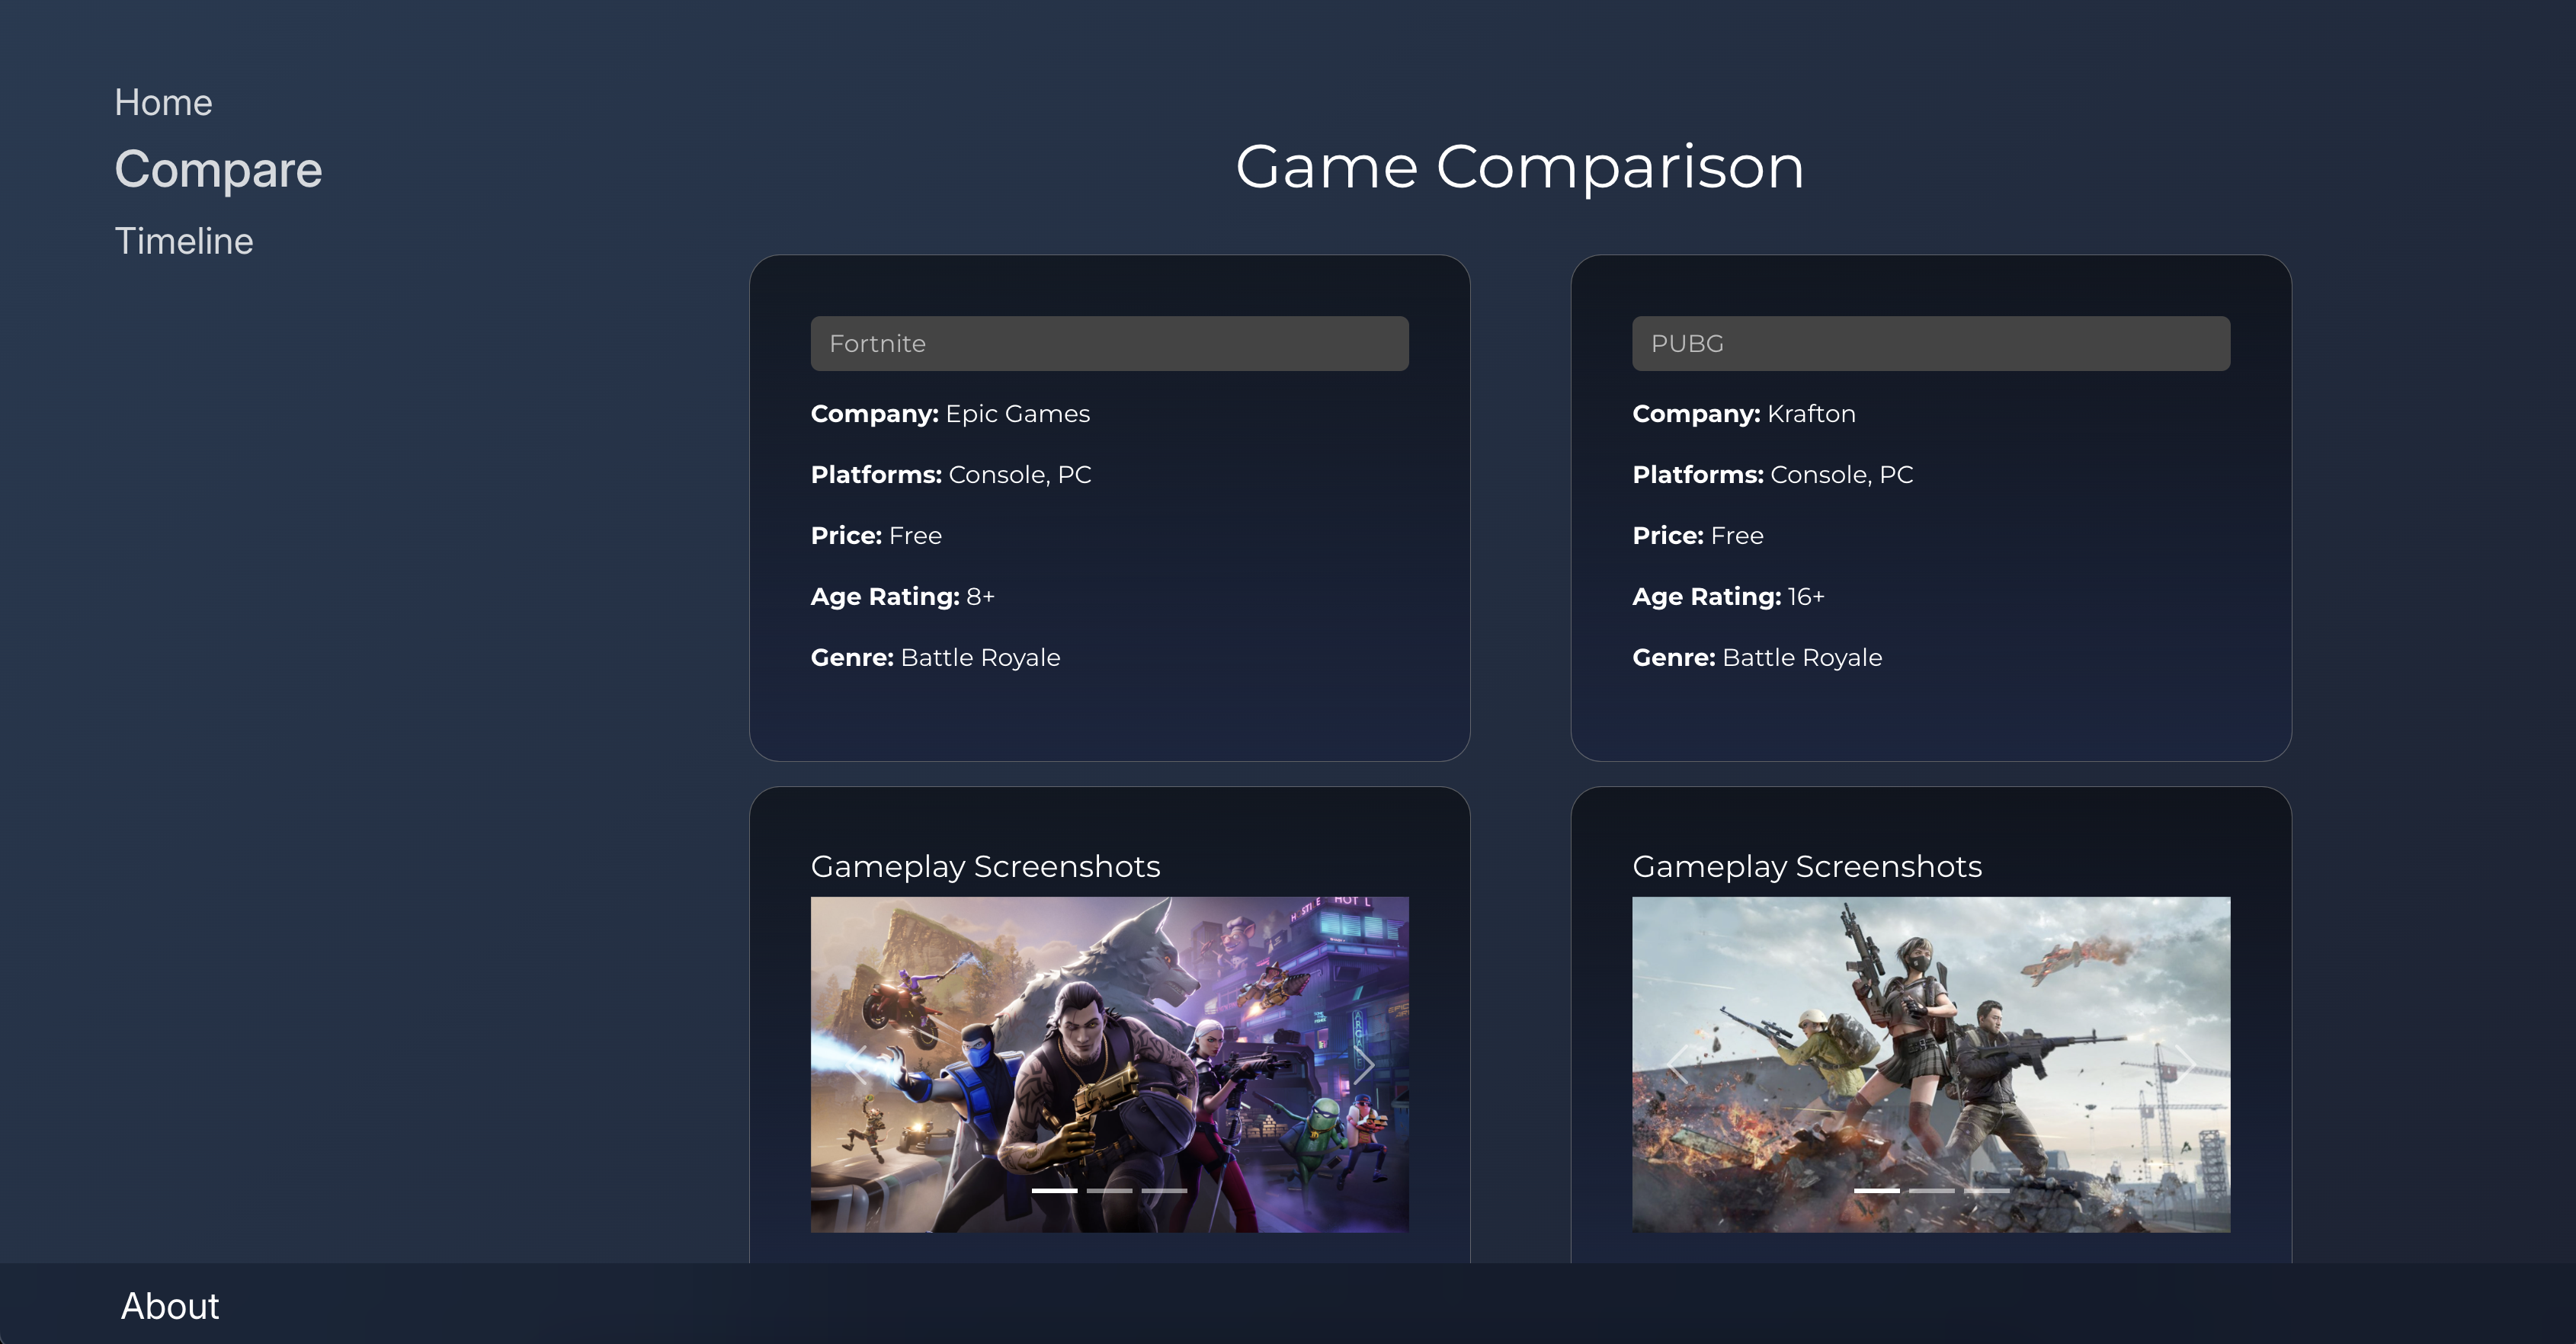 Home
Compare
Timeline
Game Comparison
Fortnite
Company: Epic Games
Platforms: Console, PC
Price: Free
Age Rating: 8+
Genre: Battle Royale
PUBG
Company: Krafton
Platforms: Console, PC
Price: Free
Age Rating: 16+
Genre: Battle Royale
Gameplay Screenshots
H STLE HOT L
Gameplay Screenshots
About